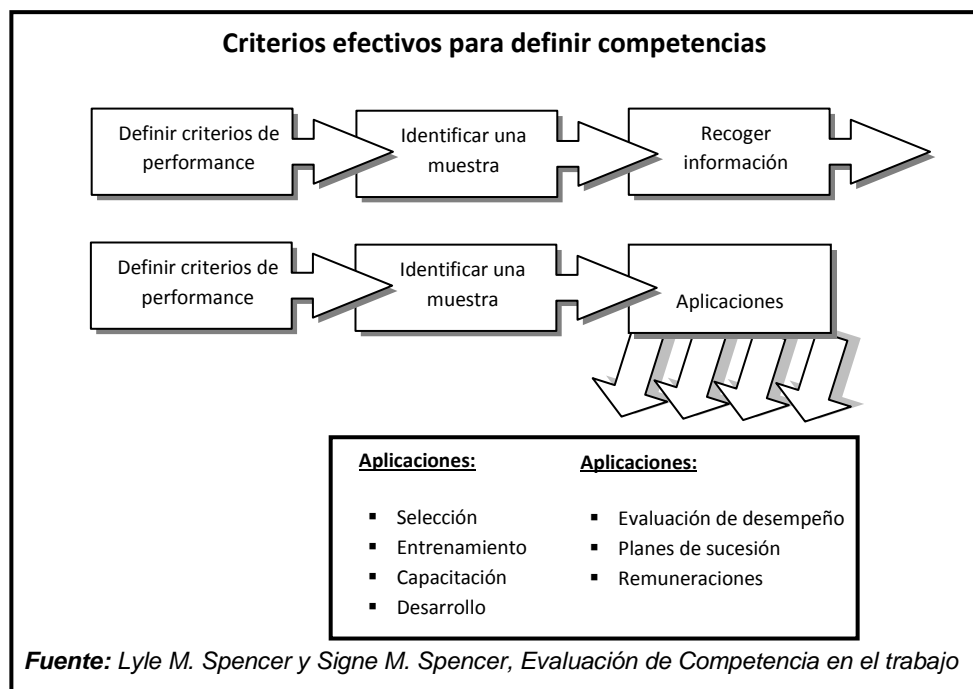 Criterios efectivos para definir competencias
Definir criterios de
performance
Identificar una
muestra
Recoger
información
Definir criterios de
performance
Identificar una
muestra
Aplicaciones
Aplicaciones:
▪ Selección
▪ Entrenamiento
▪ Capacitación
▪ Desarrollo
Aplicaciones:
▪ Evaluación de desempeño
▪ Planes de sucesión
▪ Remuneraciones
Fuente: Lyle M. Spencer y Signe M. Spencer, Evaluación de Competencia en el trabajo